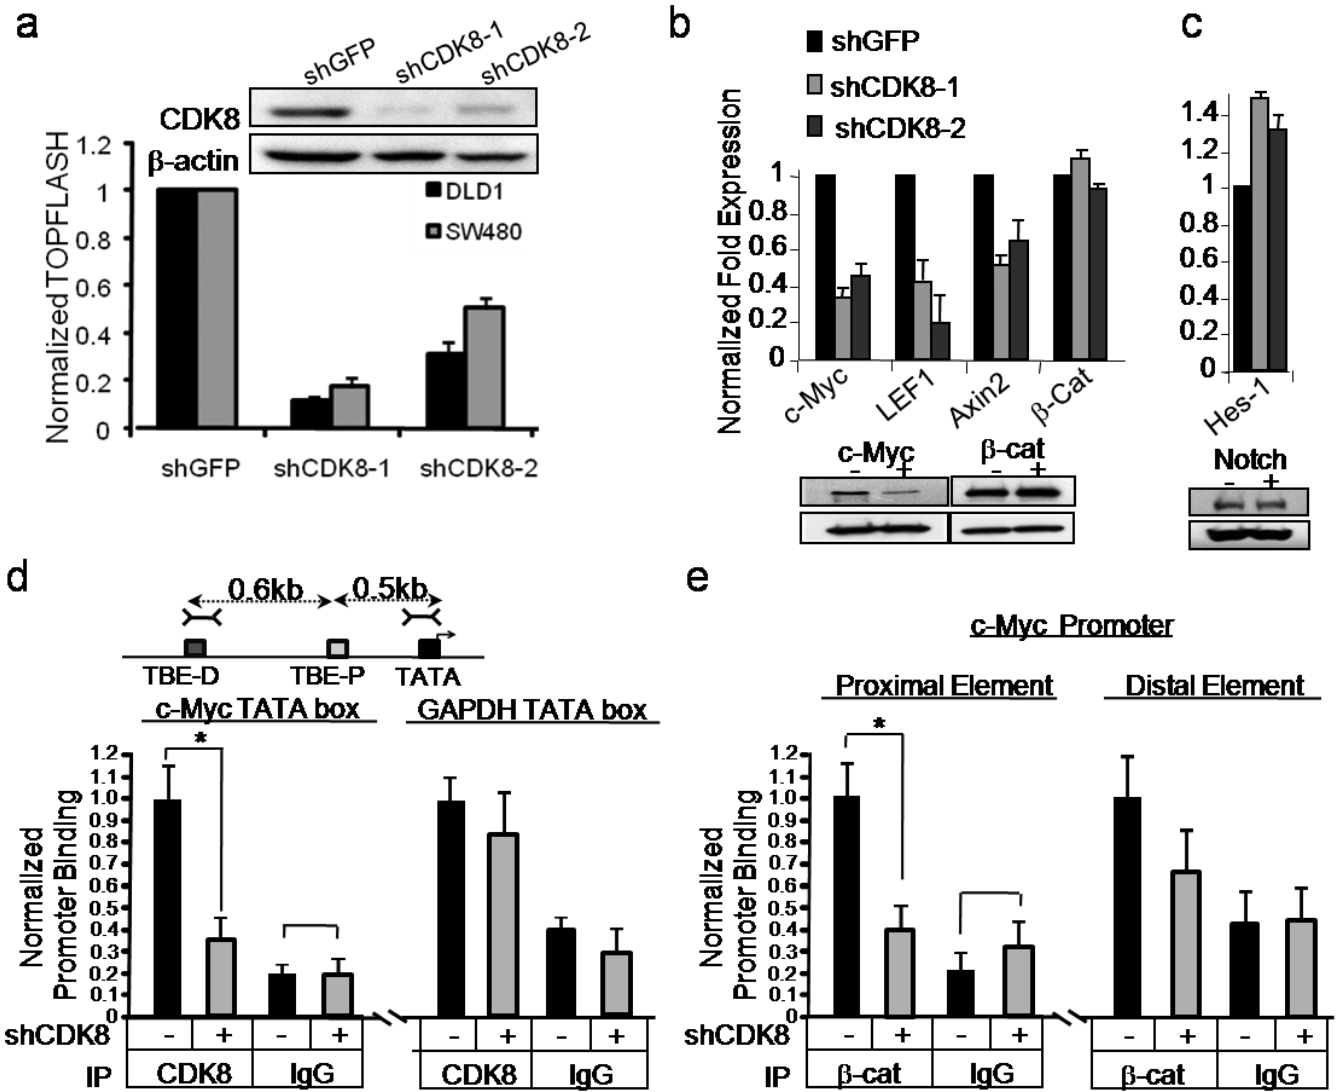 a
shGFP shCDK8-1 shCDK8-2
CDK8
β-actin
Normalized TOPFLASH
1.2
1
0.8
0.6
0.4
0.2
0
DLD1
SW480
shGFP shCDK8-1 shCDK8-2
b
shGFP
shCDK8-1
shCDK8-2
Normalized Fold Expression
1
0.8
0.6
0.4
0.2
0
c-Myc LEF1 Axin2 β-Cat
c-Myc β-cat
- + - +
c
1.4
1.2
1
0.8
0.6
0.4
0.2
0
Hes-1
Notch
- +
d
0.6kb 0.5kb
TBE-D TBE-P TATA
c-Myc TATA box GAPDH TATA box
*
Normalized
Promoter Binding
1.2
1.1
1.0
0.9
0.8
0.7
0.6
0.5
0.4
0.3
0.2
0.1
0
shCDK8 - + - + - + - +
IP CDK8 IgG CDK8 IgG
e
c-Myc Promoter
Proximal Element Distal Element
*
Normalized
Promoter Binding
1.2
1.1
1.0
0.9
0.8
0.7
0.6
0.5
0.4
0.3
0.2
0.1
0
shCDK8 - + - + - + - +
IP β-cat IgG β-cat IgG